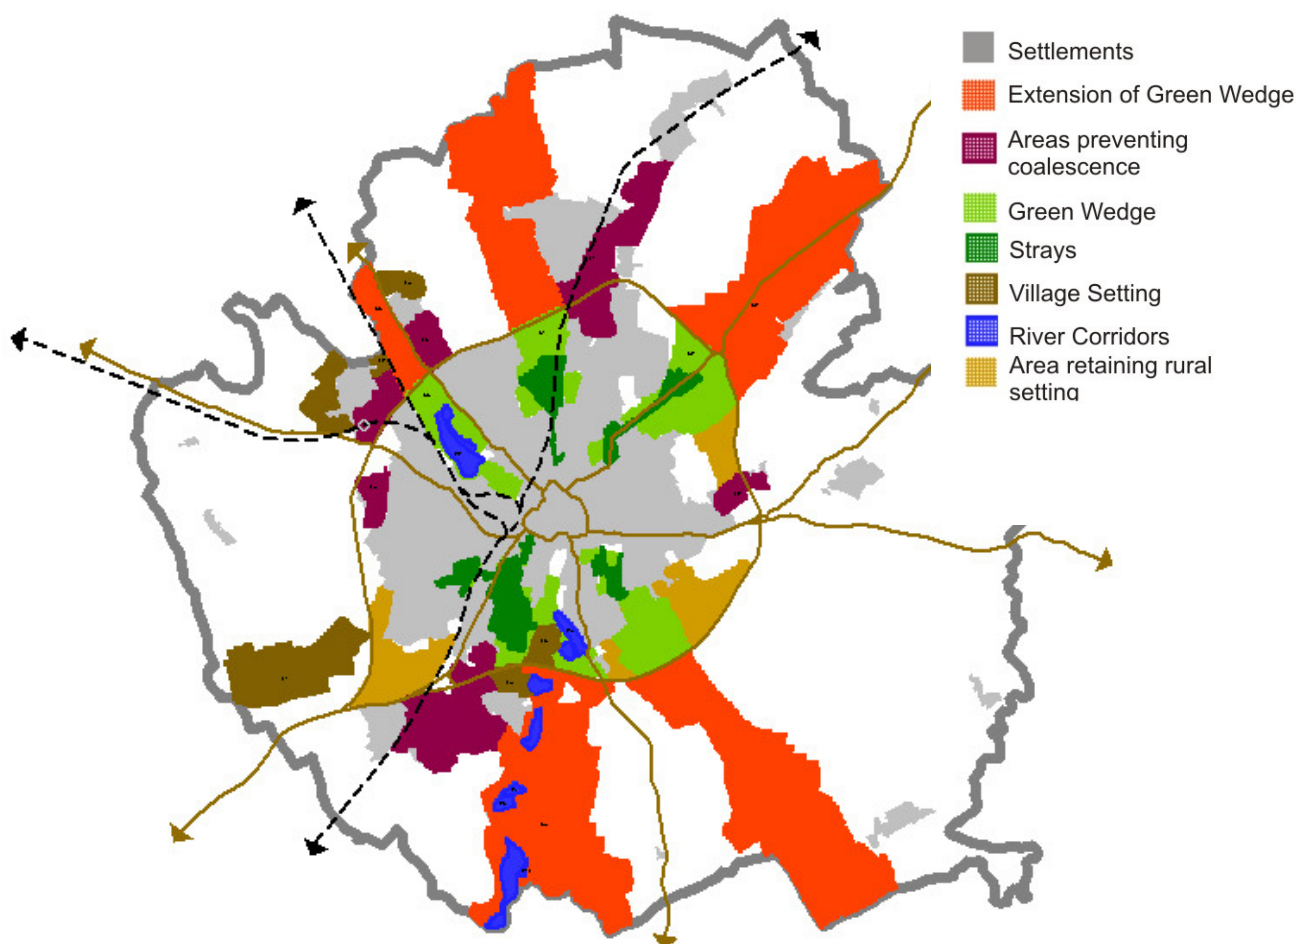 Settlements
Extension of Green Wedge
Areas preventing
coalescence
Green Wedge
Strays
Village Setting
River Corridors
Area retaining rural
setting